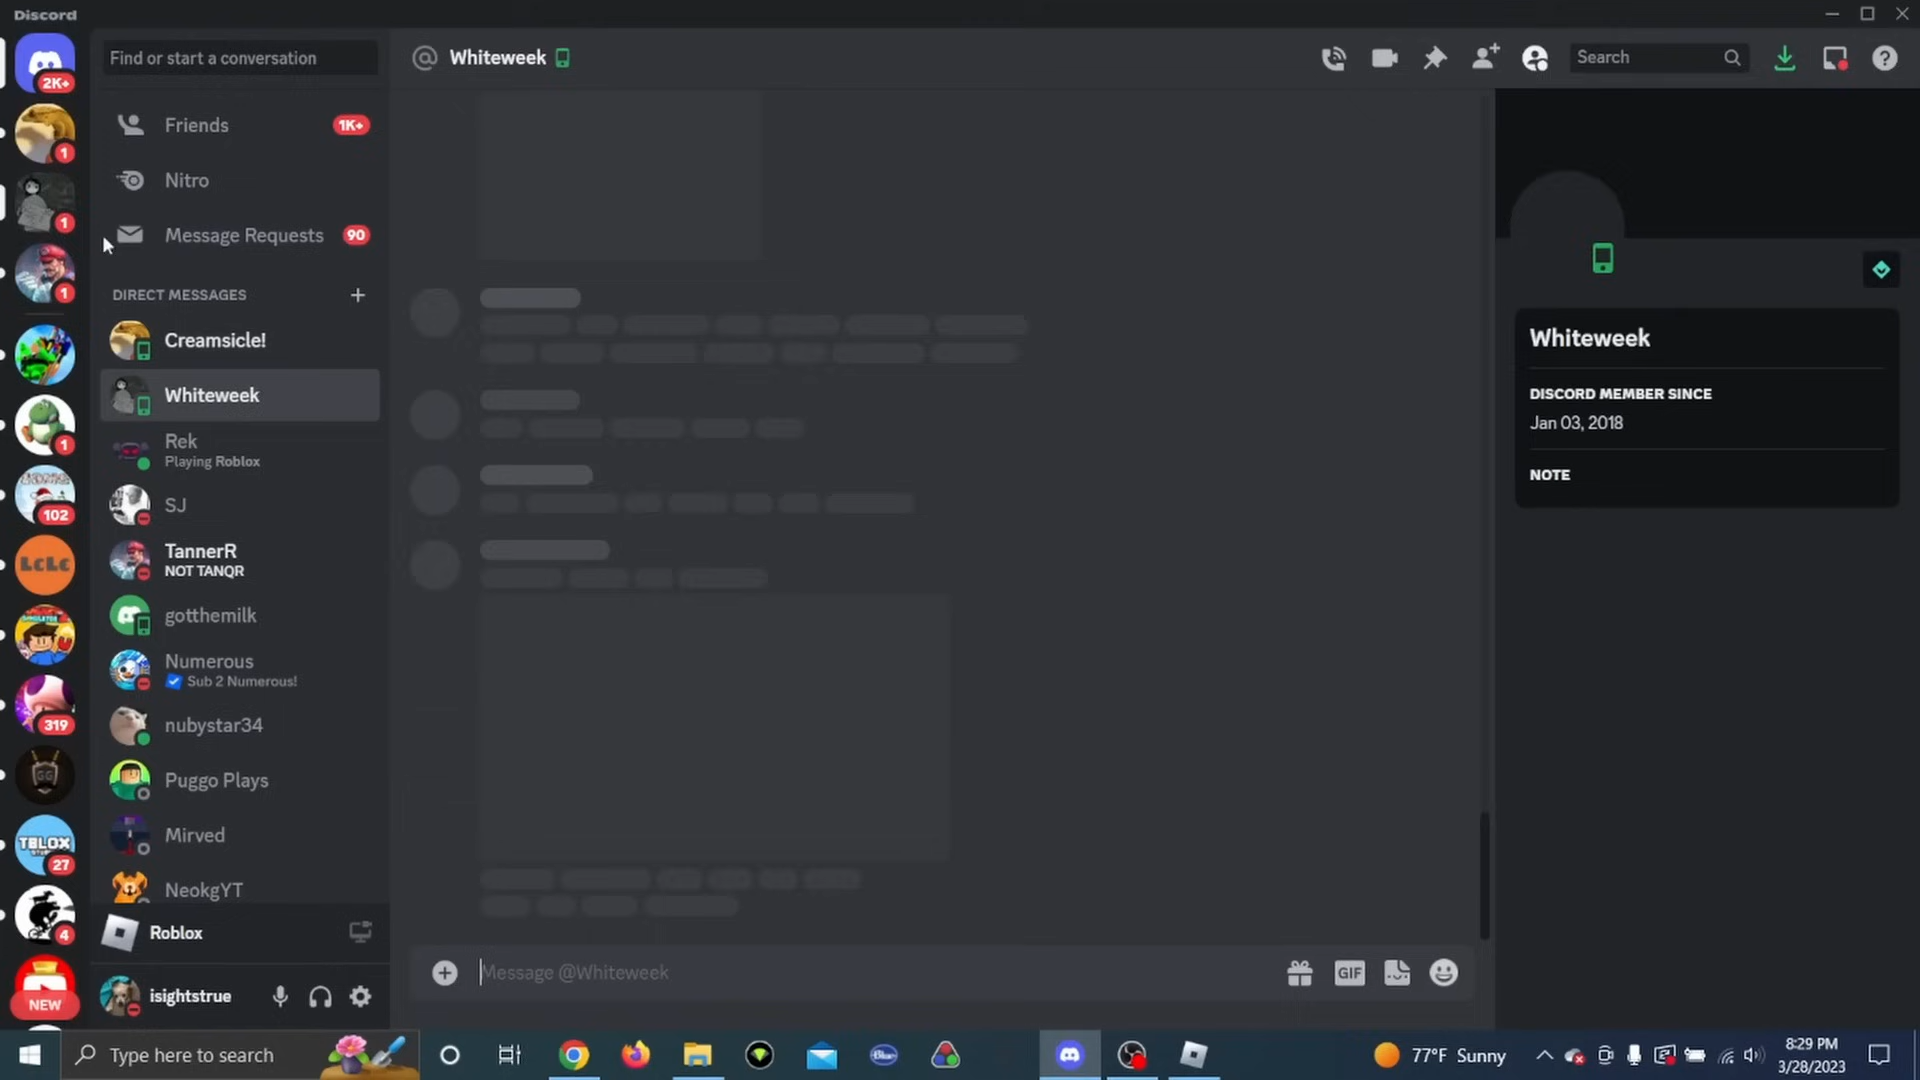 Discord
2K+
1
1
1
1
102
LCLC
319
GG
TBLOX
27
4
NEW
Find or start a conversation
Friends
1K+
Nitro
Message Requests
90
DIRECT MESSAGES
Creamsicle!
Whiteweek
Rek
Playing Roblox
SJ
TannerR
NOT TANQR
gotthemilk
Numerous
Sub 2 Numerous!
nubystar34
Puggo Plays
Mirved
NeokgYT
Roblox
isightstrue
Whiteweek
Search
Message @Whiteweek
GIF
Whiteweek
DISCORD MEMBER SINCE
Jan 03, 2018
NOTE
Type here to search
Blue
77°F Sunny
8:29 PM
3/28/2023